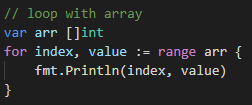 // loop with array
var arr []int
for index, value := range arr {
    fmt.Println(index, value)
}